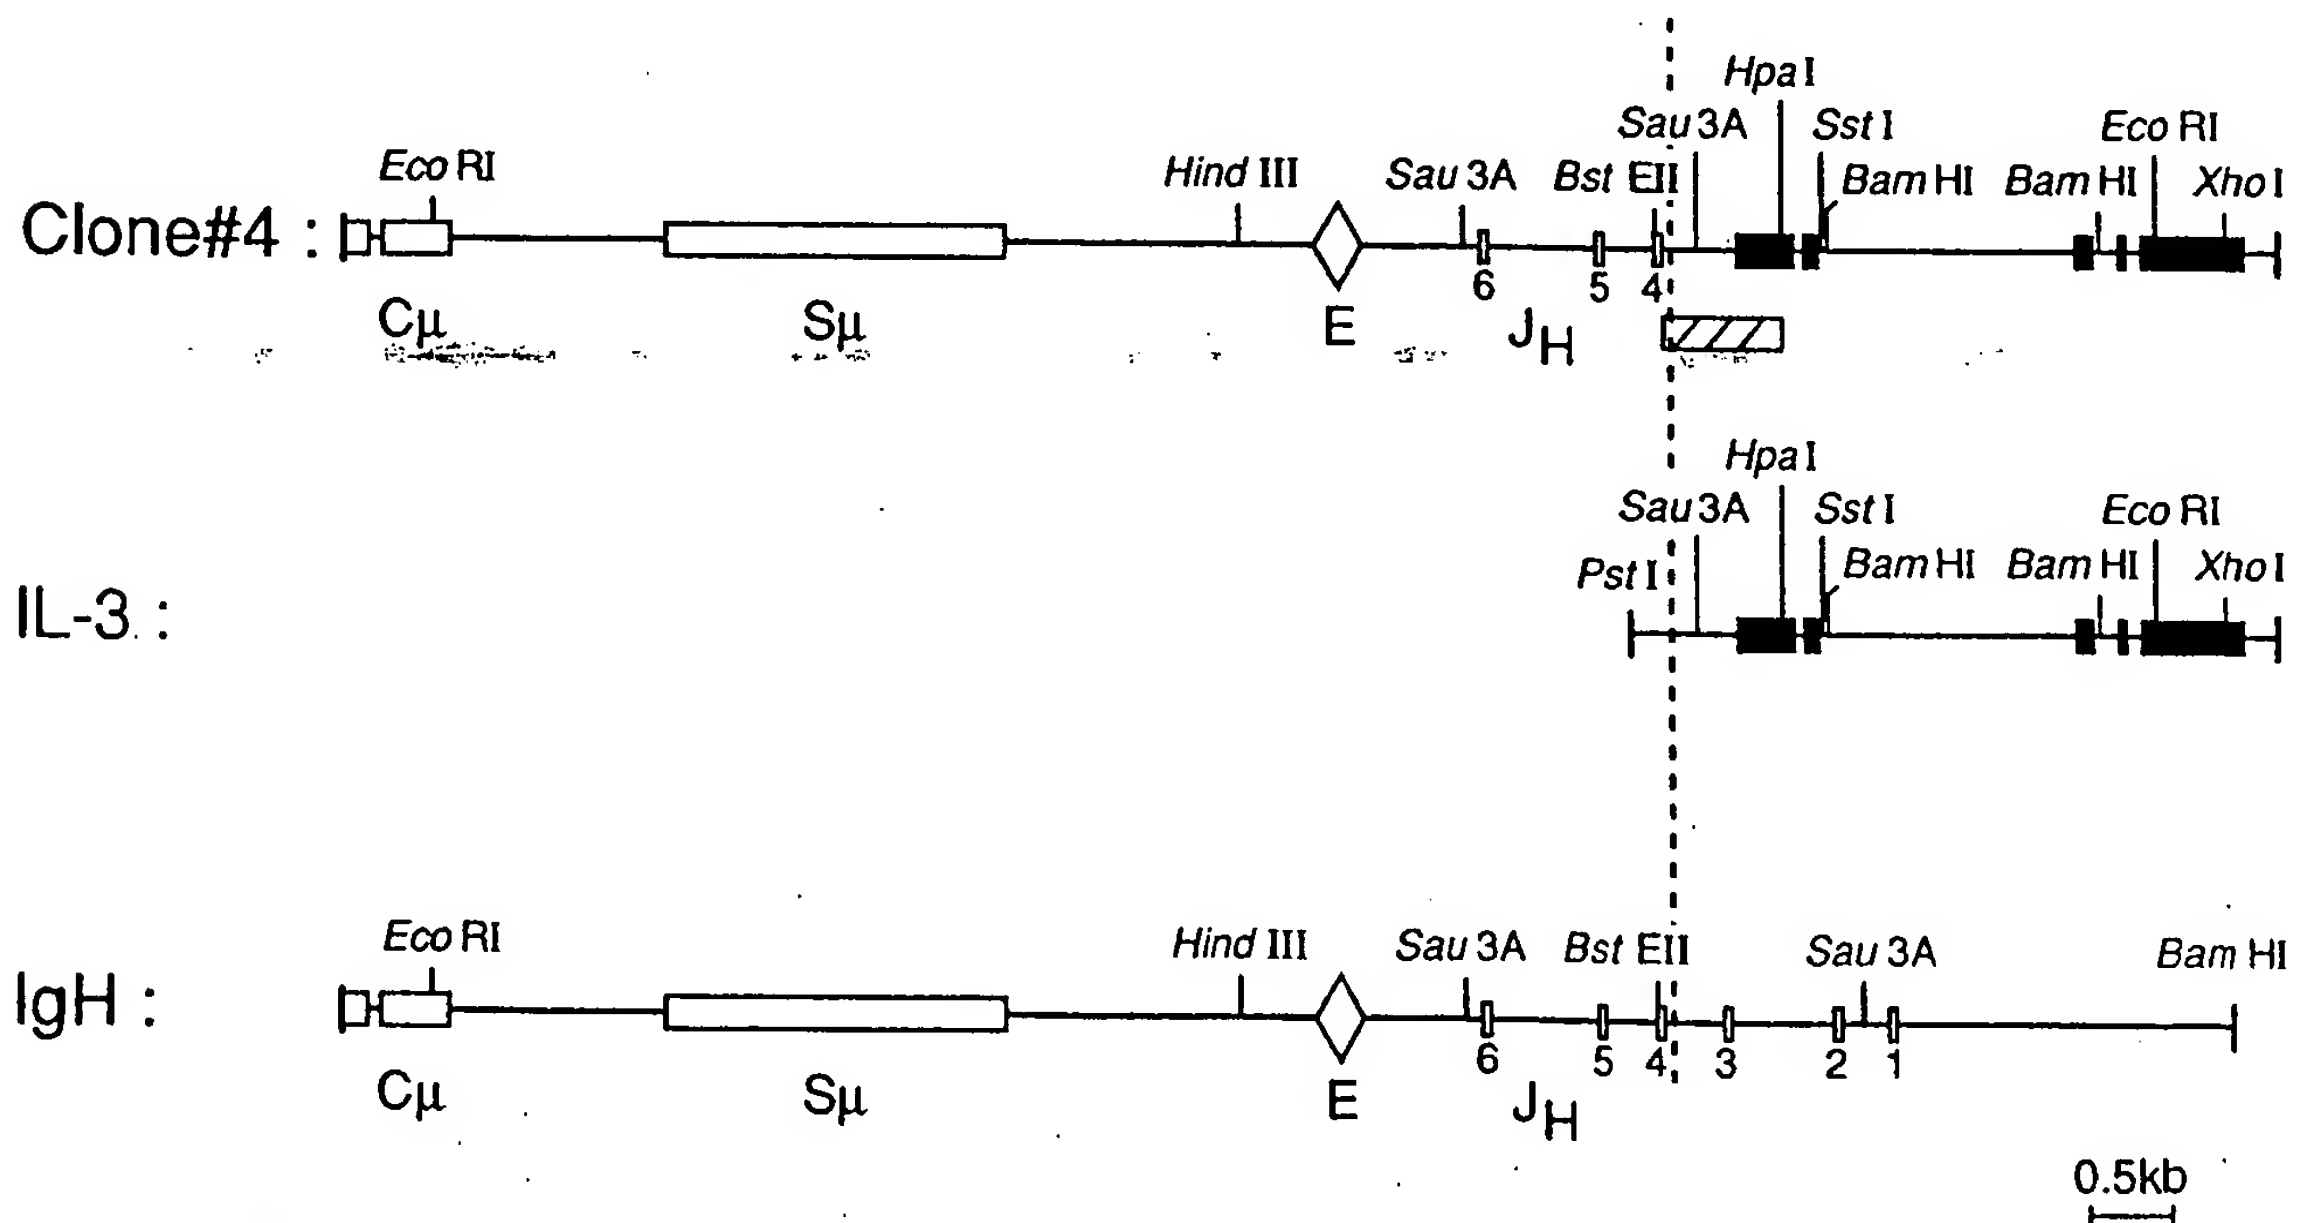 Hpa I
Sau 3A Sst I Eco RI
Eco RI Hind III Sau 3A Bst EII Bam HI Bam HI Xho I
Clone#4 :
6 5 4
Cμ Sμ E JH
Hpa I
Sau 3A Sst I Eco RI
Pst I Bam HI Bam HI Xho I
IL-3 :
Eco RI Hind III Sau 3A Bst EII Sau 3A Bam HI
IgH :
6 5 4 3 2 1
Cμ Sμ E JH
0.5kb